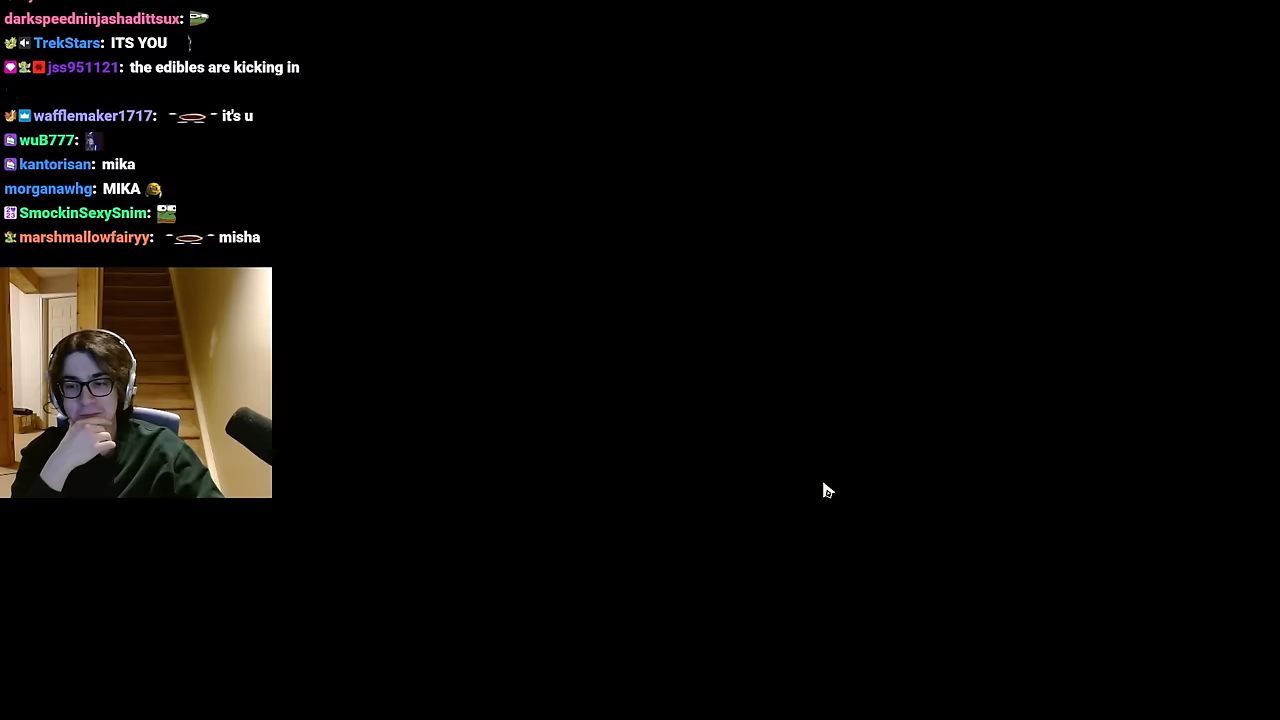 darkspeedninjashadittsux:
TrekStars: ITS YOU
jss951121: the edibles are kicking in
wafflemaker1717: it's u
wuB777:
kantorisan: mika
morganawhg: MIKA
SmockinSexySnim:
marshmallowfairyy: misha